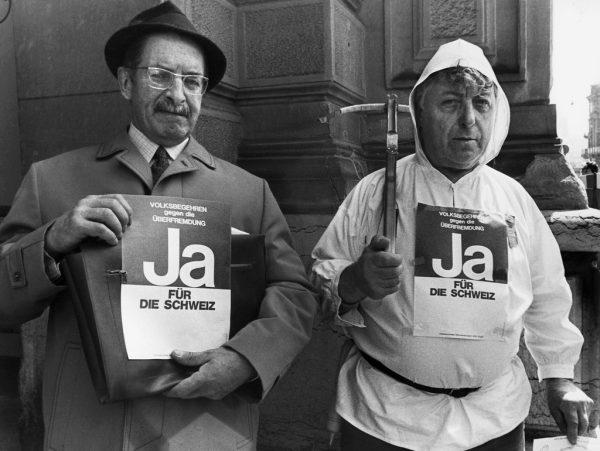 VOLKSBEGEHREN
gegen die
ÜBERFREMDUNG
Ja
FÜR
DIE SCHWEIZ
VOLKSBEGEHREN
gegen die
ÜBERFREMDUNG
Ja
FÜR
DIE SCHWEIZ